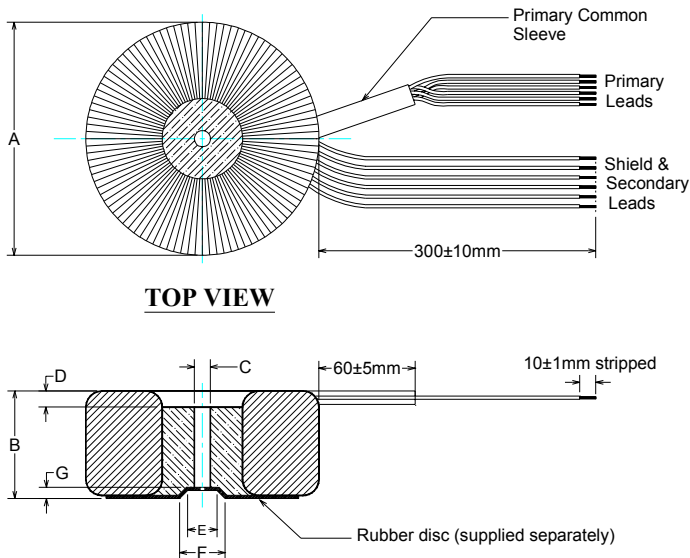 Primary Common
Sleeve
A
Primary
Leads
Shield &
Secondary
Leads
300±10mm
TOP VIEW
D
C
60±5mm
10±1mm stripped
B
G
E
F
Rubber disc (supplied separately)